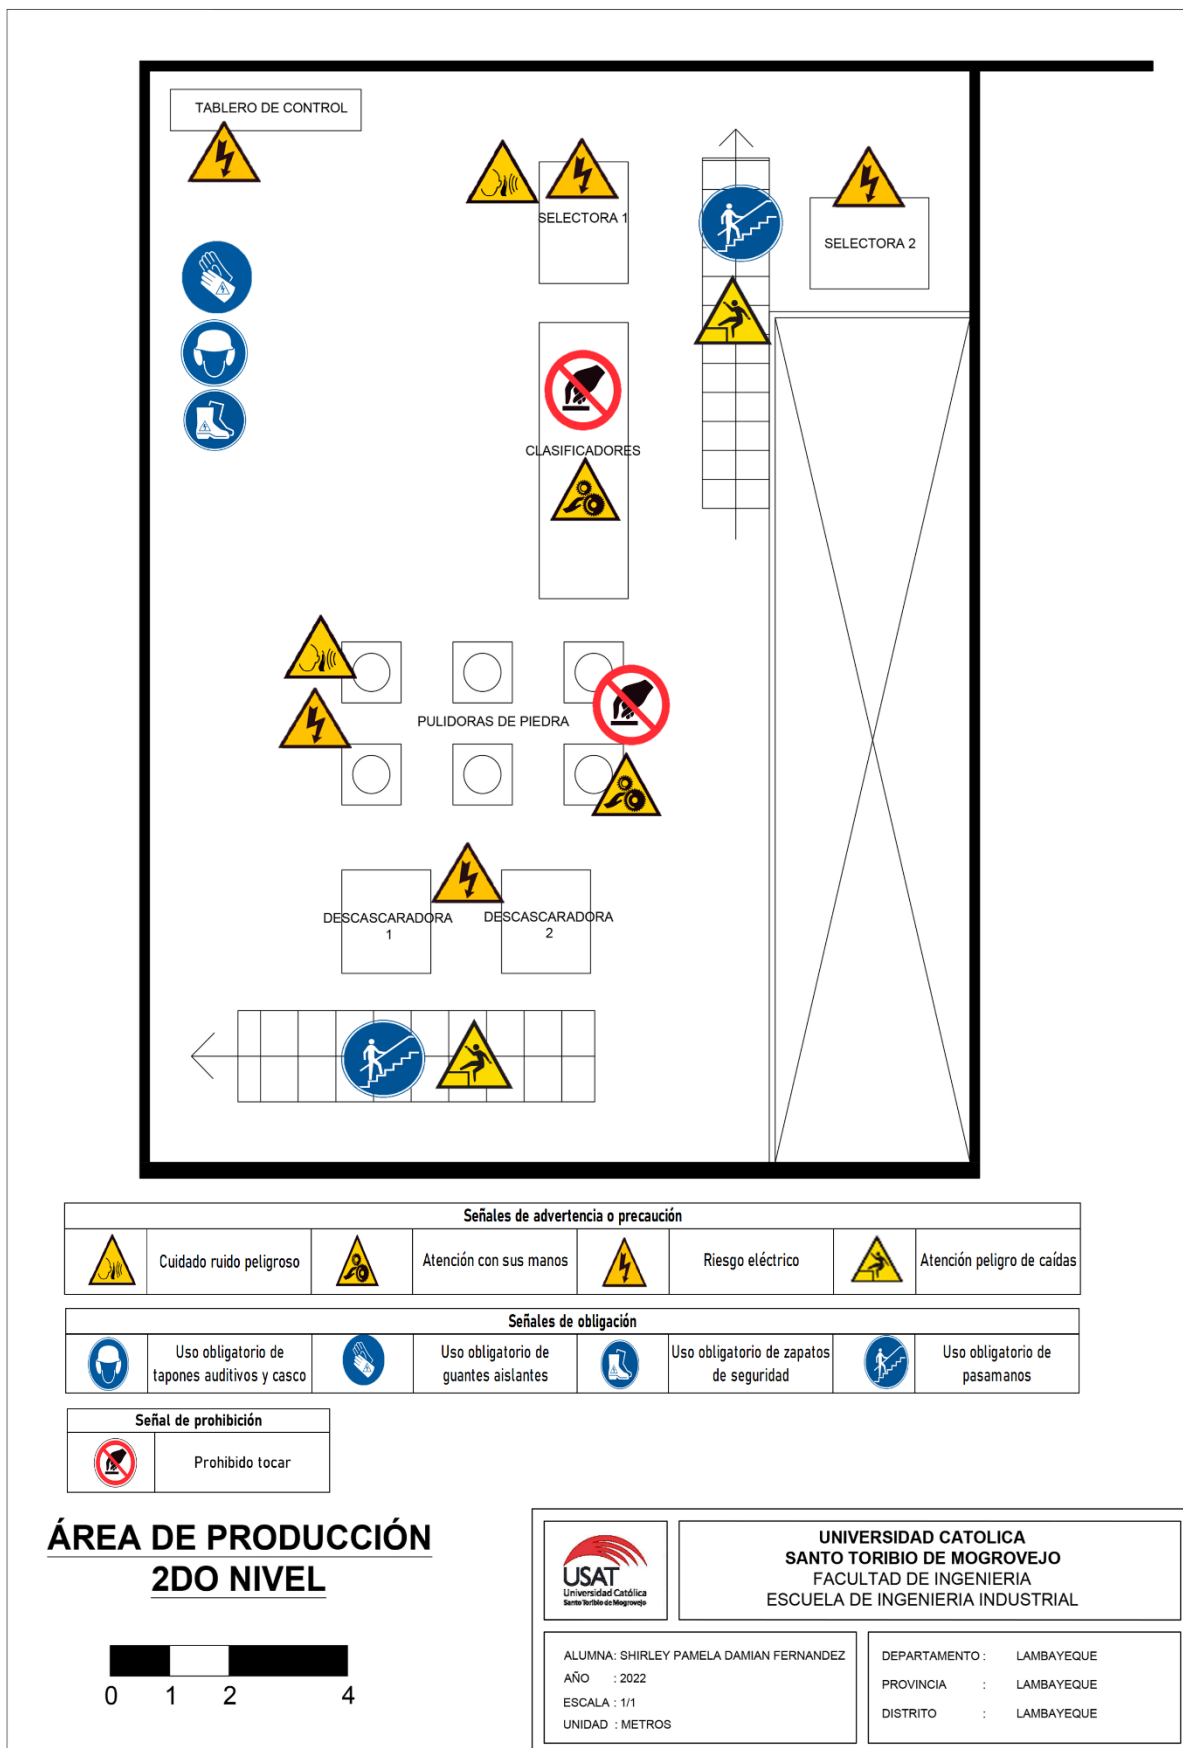 TABLERO DE CONTROL
SELECTORA 1
SELECTORA 2
CLASIFICADORES
PULIDORAS DE PIEDRA
DESCASCARADORA
1
DESCASCARADORA
2
Señales de advertencia o precaución
Cuidado ruido peligroso
Atención con sus manos
Riesgo eléctrico
Atención peligro de caídas
Señales de obligación
Uso obligatorio de
tapones auditivos y casco
Uso obligatorio de
guantes aislantes
Uso obligatorio de zapatos
de seguridad
Uso obligatorio de
pasamanos
Señal de prohibición
Prohibido tocar
ÁREA DE PRODUCCIÓN
2DO NIVEL
0 1 2 4
USAT
Universidad Católica
Santo Toribio de Mogrovejo
UNIVERSIDAD CATOLICA
SANTO TORIBIO DE MOGROVEJO
FACULTAD DE INGENIERIA
ESCUELA DE INGENIERIA INDUSTRIAL
ALUMNA: SHIRLEY PAMELA DAMIAN FERNANDEZ
AÑO : 2022
ESCALA : 1/1
UNIDAD : METROS
DEPARTAMENTO : LAMBAYEQUE
PROVINCIA : LAMBAYEQUE
DISTRITO : LAMBAYEQUE